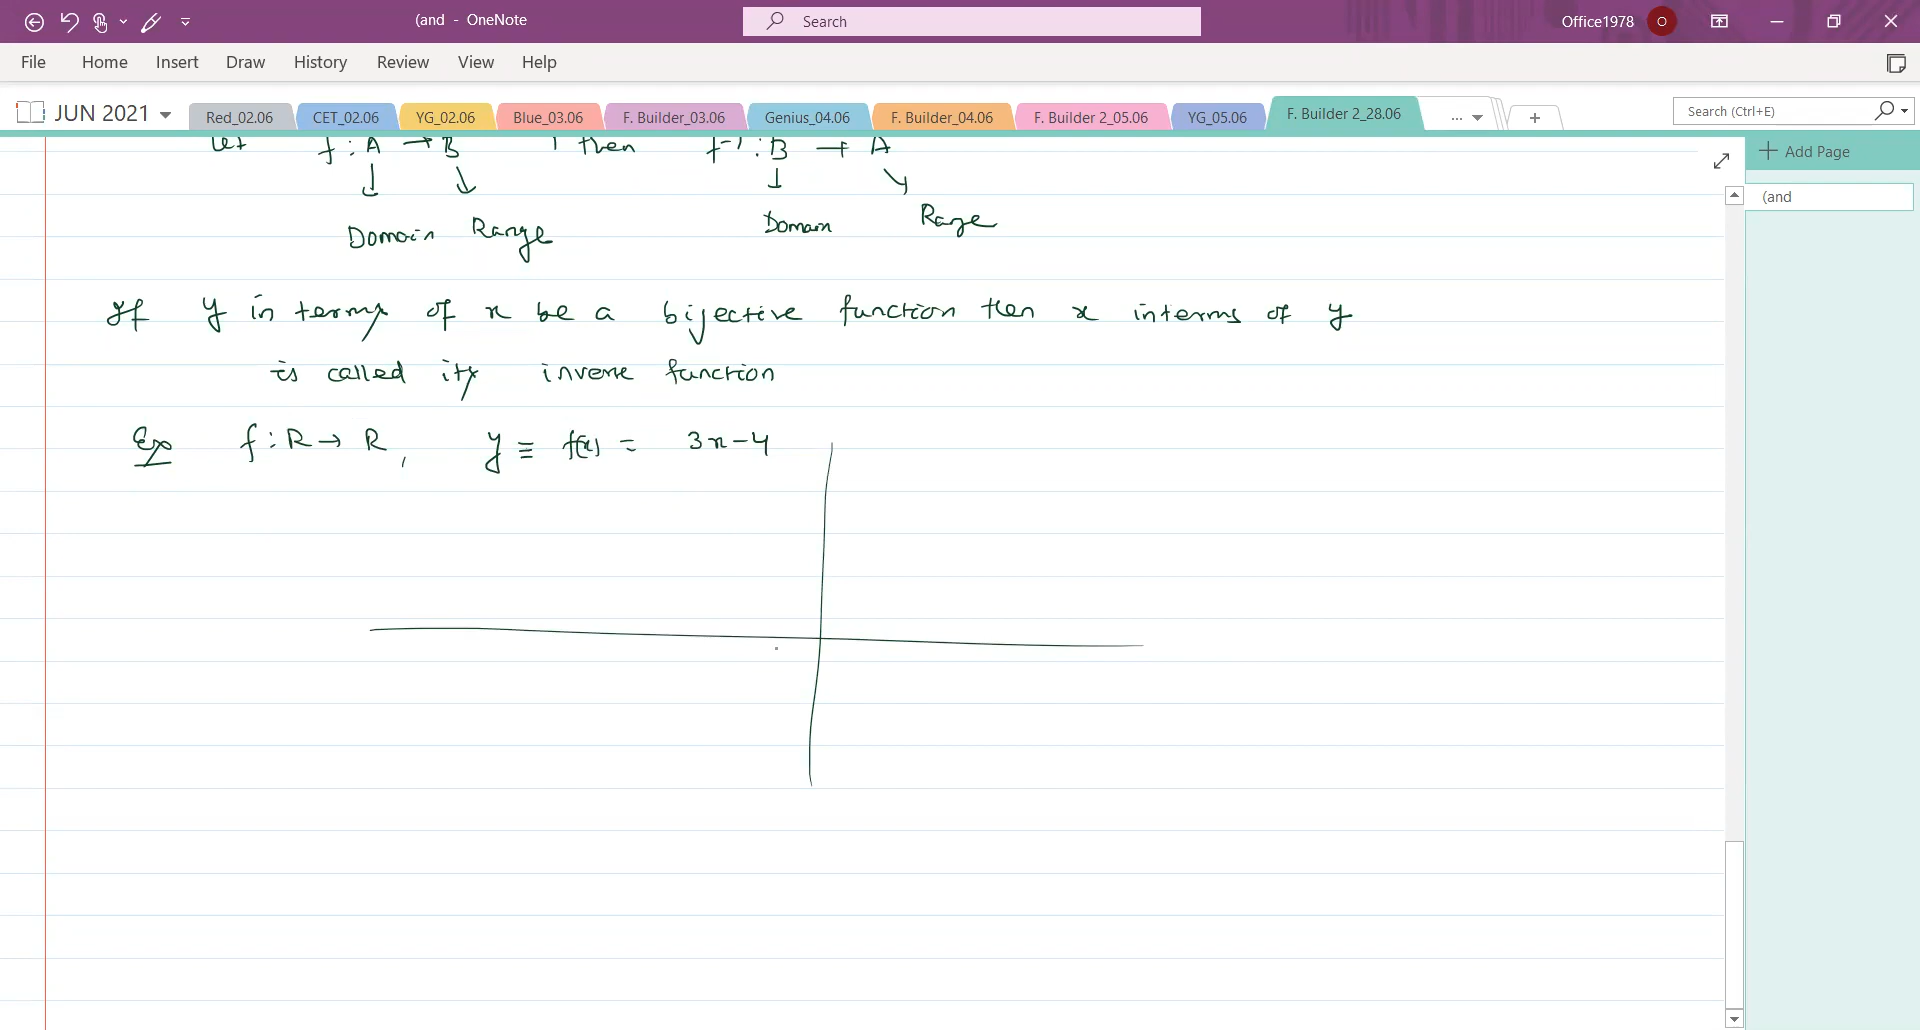 (and - OneNote
Search
Office1978
O
File Home Insert Draw History Review View Help
JUN 2021
Red_02.06 CET_02.06 YG_02.06 Blue_03.06 F. Builder_03.06 Genius_04.06 F. Builder_04.06 F. Builder 2_05.06 YG_05.06 F. Builder 2_28.06 ... +
Search (Ctrl+E)
Add Page
(and
let f : A → B , then f⁻¹ : B → A
Domain Range Domain Range
If y in terms of x be a bijective function then x interms of y
is called its inverse function
Ex f : R → R , y ≡ f(x) = 3x-4